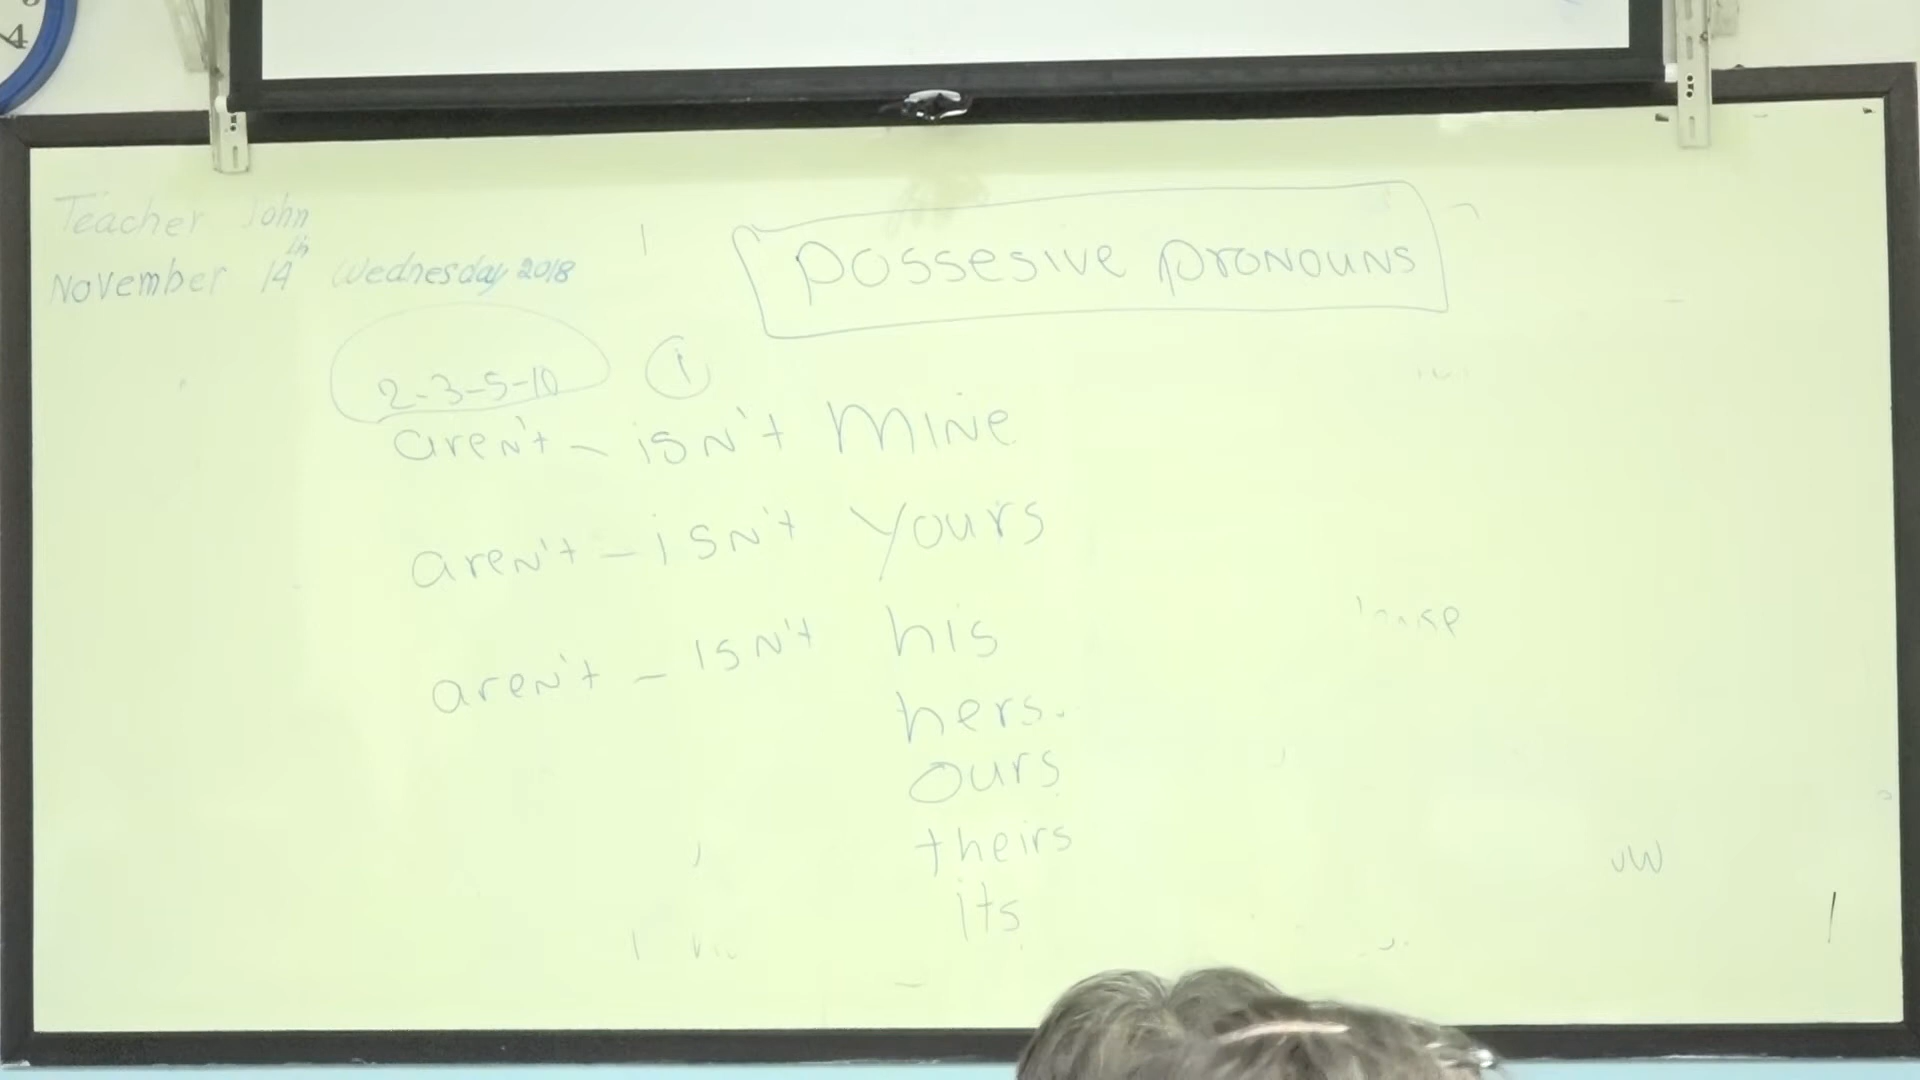 4
Teacher John
November 14th Wednesday 2018
Possesive pronouns
2-3-5-10 1
aren't - isn't mine
aren't - isn't yours
aren't - isn't his
hers.
ours
theirs
its